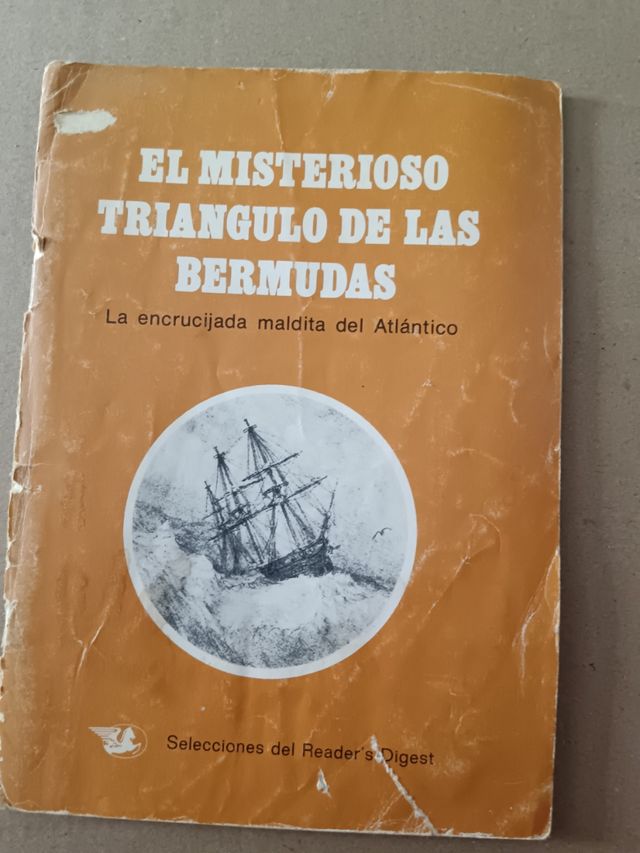 EL MISTERIOSO
TRIANGULO DE LAS
BERMUDAS
La encrucijada maldita del Atlántico
Selecciones del Reader's Digest